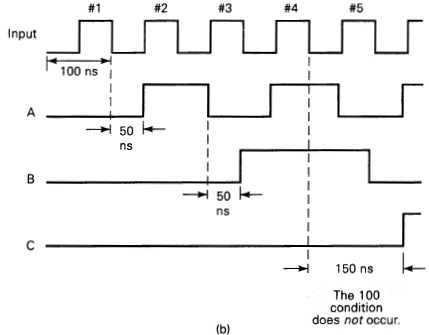 #1 #2 #3 #4 #5
Input
100 ns
A
50
ns
B
50
ns
C
150 ns
The 100
condition
does not occur.
(b)